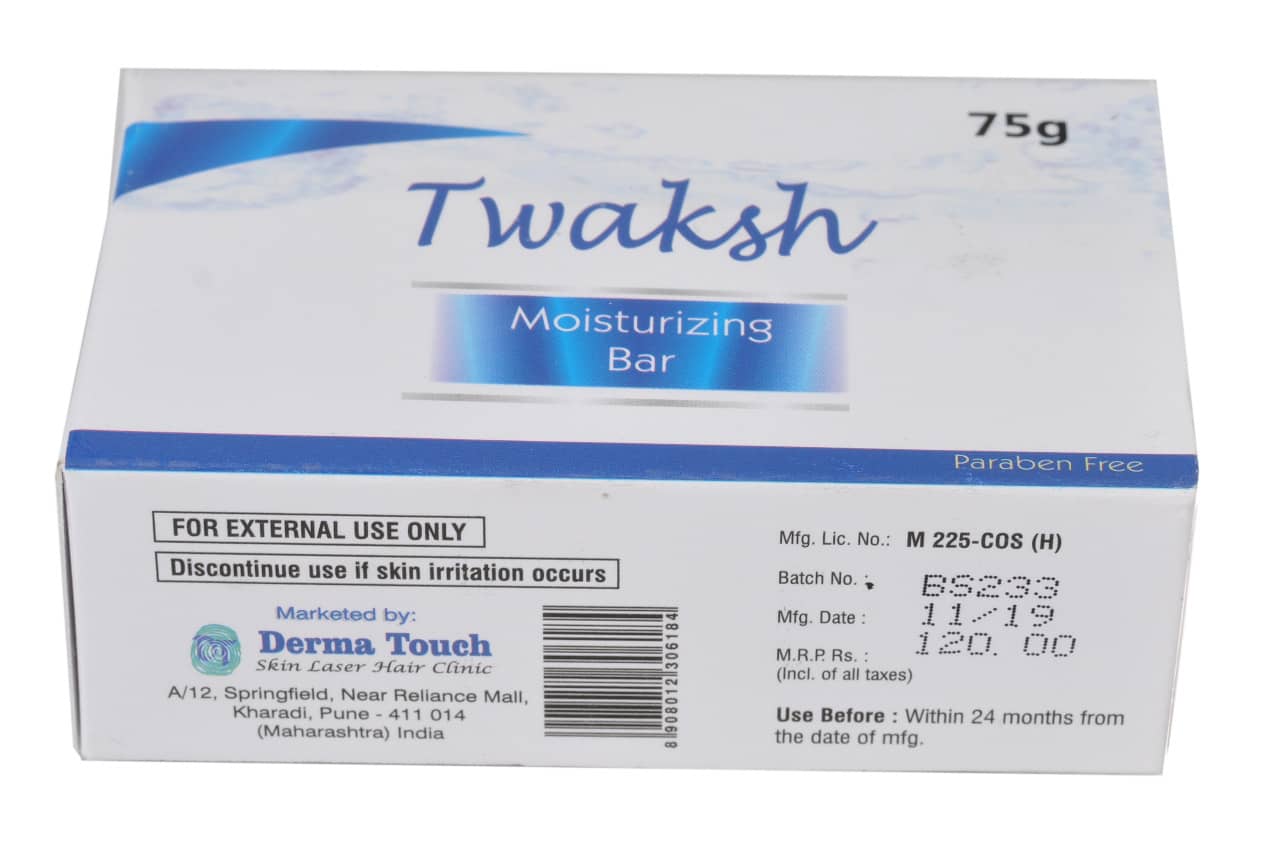 75g
Twaksh
Moisturizing
Bar
Paraben Free
FOR EXTERNAL USE ONLY
Discontinue use if skin irritation occurs
Marketed by:
Derma Touch
Skin Laser Hair Clinic
A/12, Springfield, Near Reliance Mall,
Kharadi, Pune - 411 014
(Maharashtra) India
8 908012 306184
Mfg. Lic. No.: M 225-COS (H)
Batch No. : BS233
Mfg. Date : 11/19
M.R.P. Rs. : 120.00
(Incl. of all taxes)
Use Before : Within 24 months from
the date of mfg.